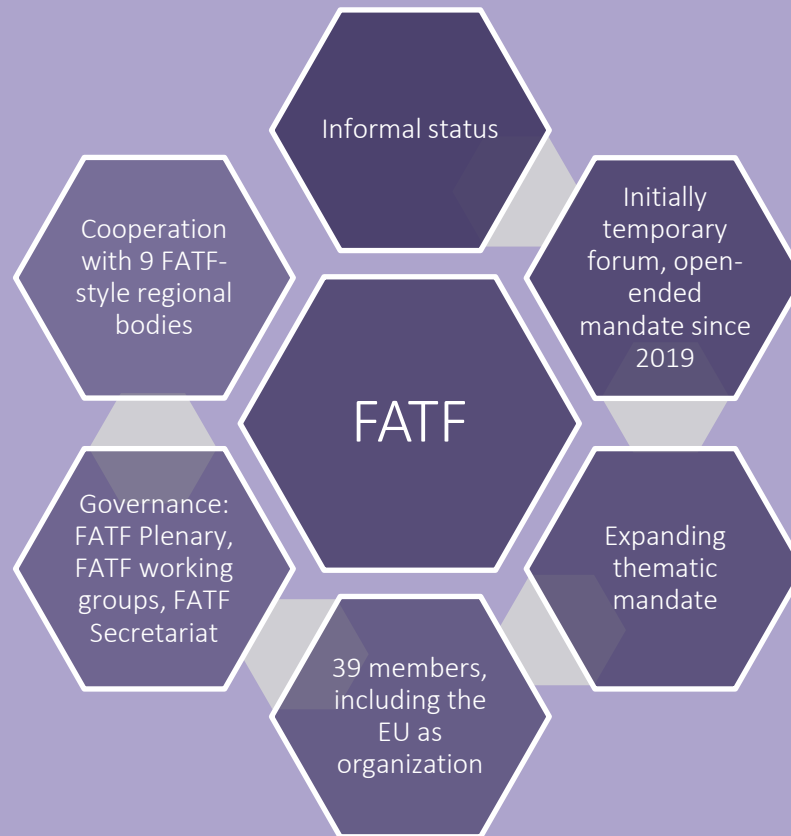 Informal status
Initially
temporary
forum, open-
ended
mandate since
2019
Expanding
thematic
mandate
39 members,
including the
EU as
organization
Governance:
FATF Plenary,
FATF working
groups, FATF
Secretariat
Cooperation
with 9 FATF-
style regional
bodies
FATF